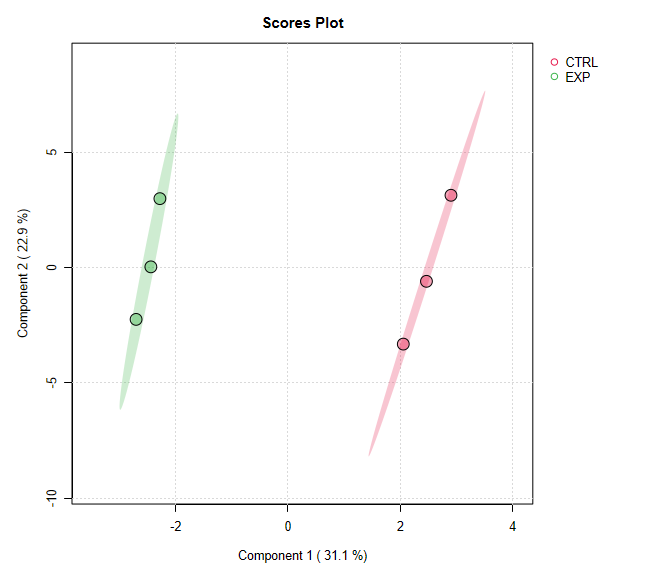 Scores Plot
CTRL
EXP
5
0
-5
-10
Component 2 ( 22.9 %)
-2
0
2
4
Component 1 ( 31.1 %)